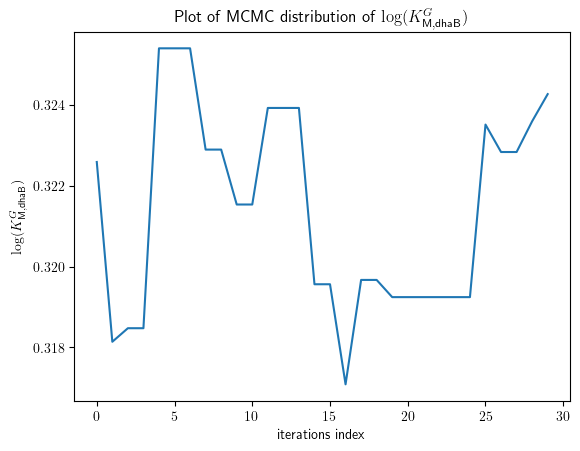 Plot of MCMC distribution of log(K^G_M,dhaB)
log(K^G_M,dhaB)
0.324
0.322
0.320
0.318
0 5 10 15 20 25 30
iterations index